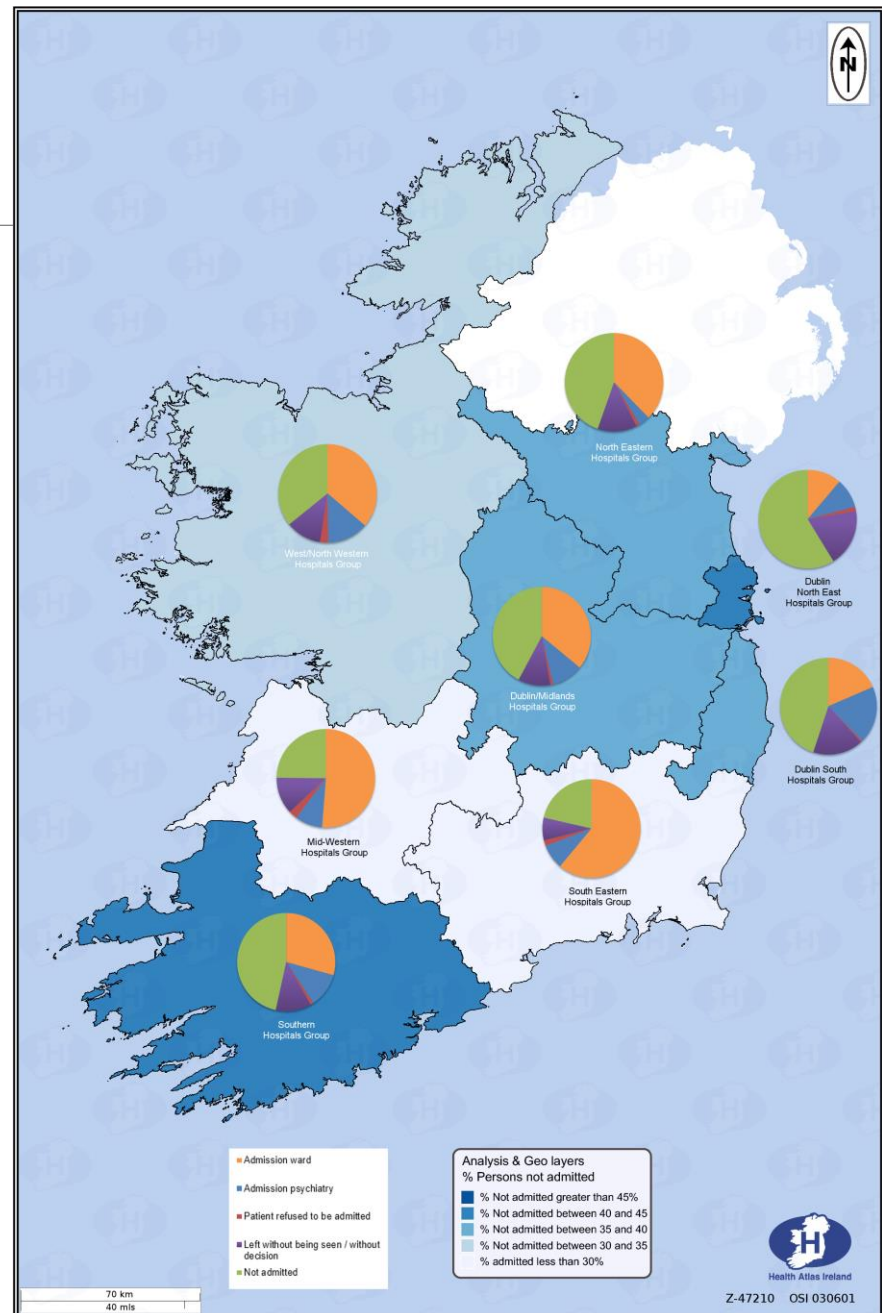 N
North Eastern
Hospitals Group
West/North Western
Hospitals Group
Dublin
North East
Hospitals Group
Dublin/Midlands
Hospitals Group
Dublin South
Hospitals Group
Mid-Western
Hospitals Group
South Eastern
Hospitals Group
Southern
Hospitals Group
Admission ward
Admission psychiatry
Patient refused to be admitted
Left without being seen / without
decision
Not admitted
Analysis & Geo layers
% Persons not admitted
% Not admitted greater than 45%
% Not admitted between 40 and 45
% Not admitted between 35 and 40
% Not admitted between 30 and 35
% admitted less than 30%
H
Health Atlas Ireland
70 km
40 mls
Z-47210 OSI 030601